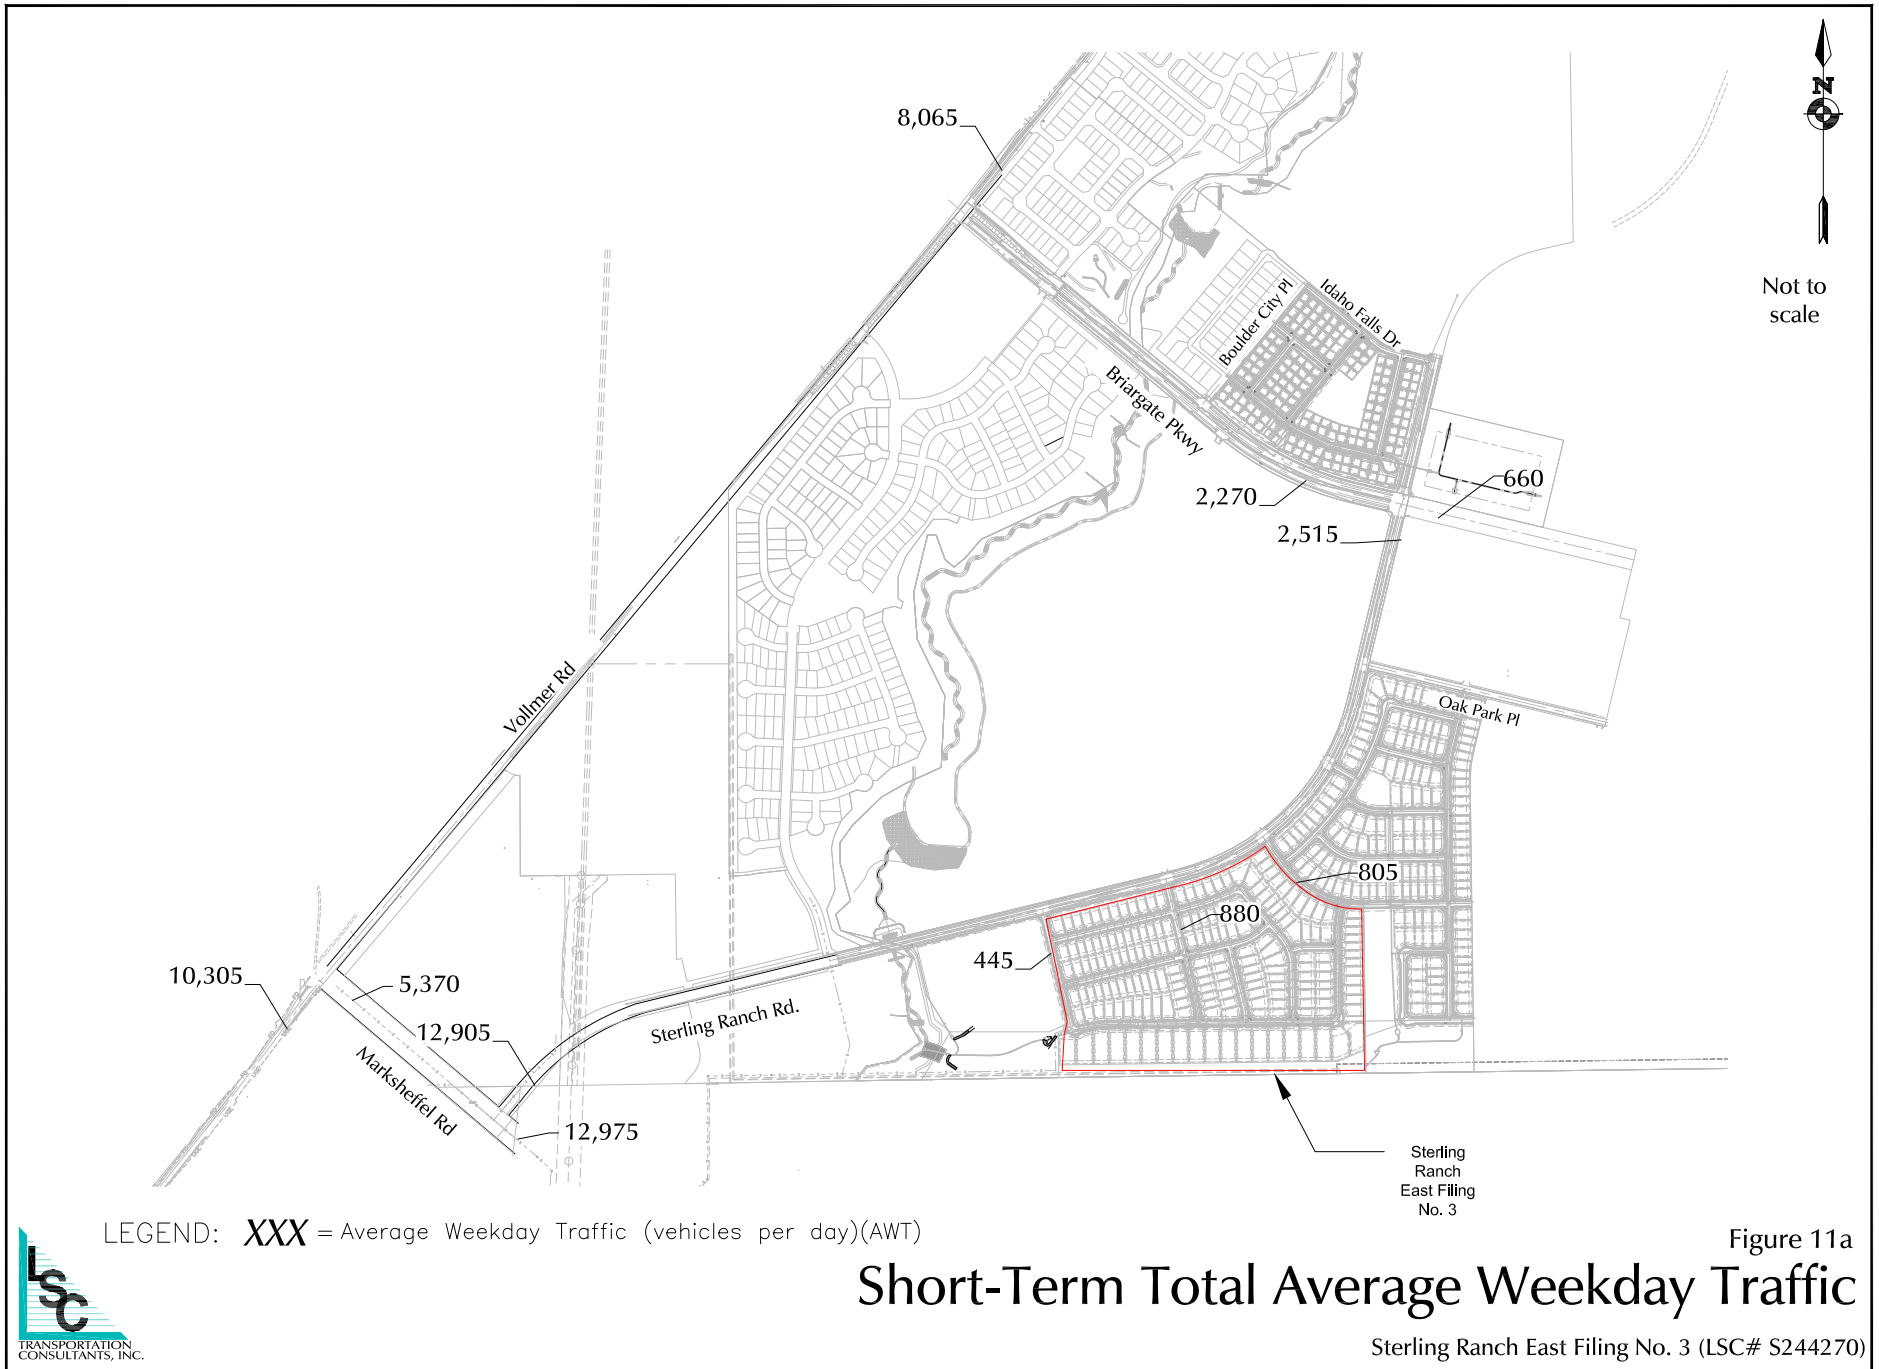 8,065
N
Not to
scale
Boulder City Pl
Idaho Falls Dr
Briargate Pkwy
2,270
660
2,515
Vollmer Rd
Oak Park Pl
805
880
445
10,305
5,370
12,905
Sterling Ranch Rd.
Marksheffel Rd
12,975
Sterling
Ranch
East Filing
No. 3
LEGEND: XXX = Average Weekday Traffic (vehicles per day)(AWT)
Figure 11a
Short-Term Total Average Weekday Traffic
Sterling Ranch East Filing No. 3 (LSC# S244270)
LSC
TRANSPORTATION
CONSULTANTS, INC.